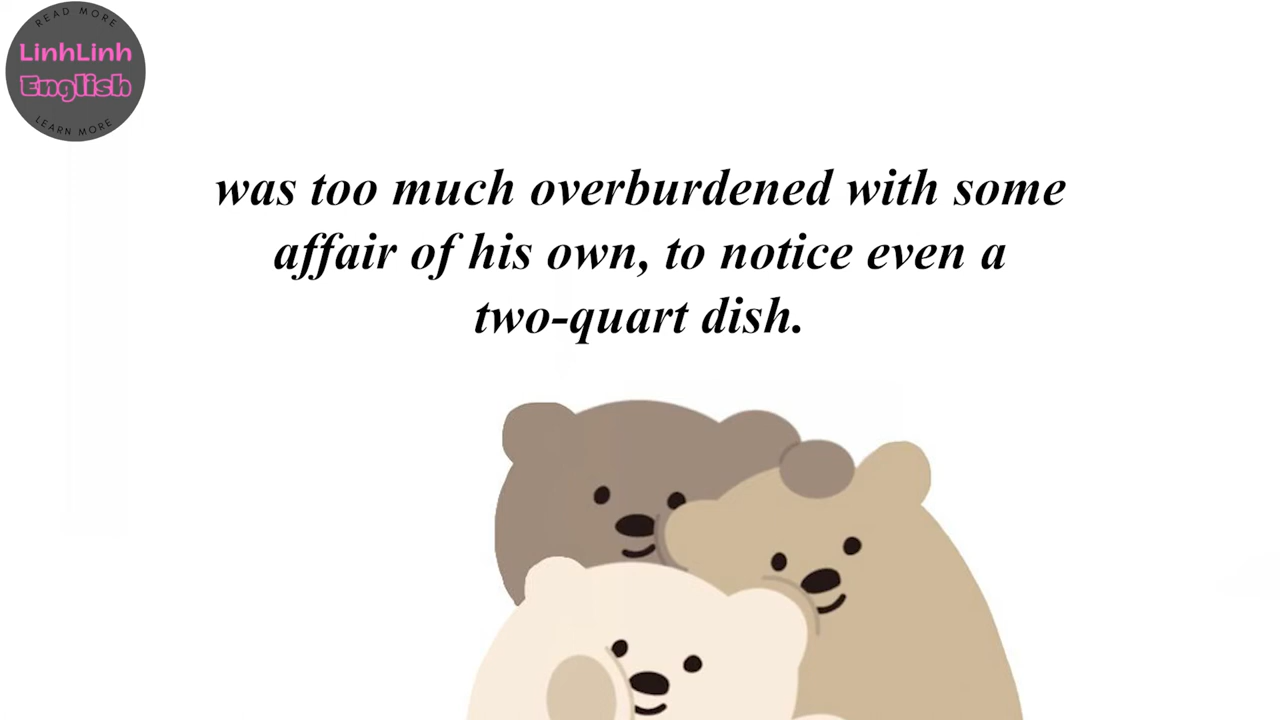 READ MORE
LinhLinh
English
LEARN MORE
was too much overburdened with some
affair of his own, to notice even a
two-quart dish.